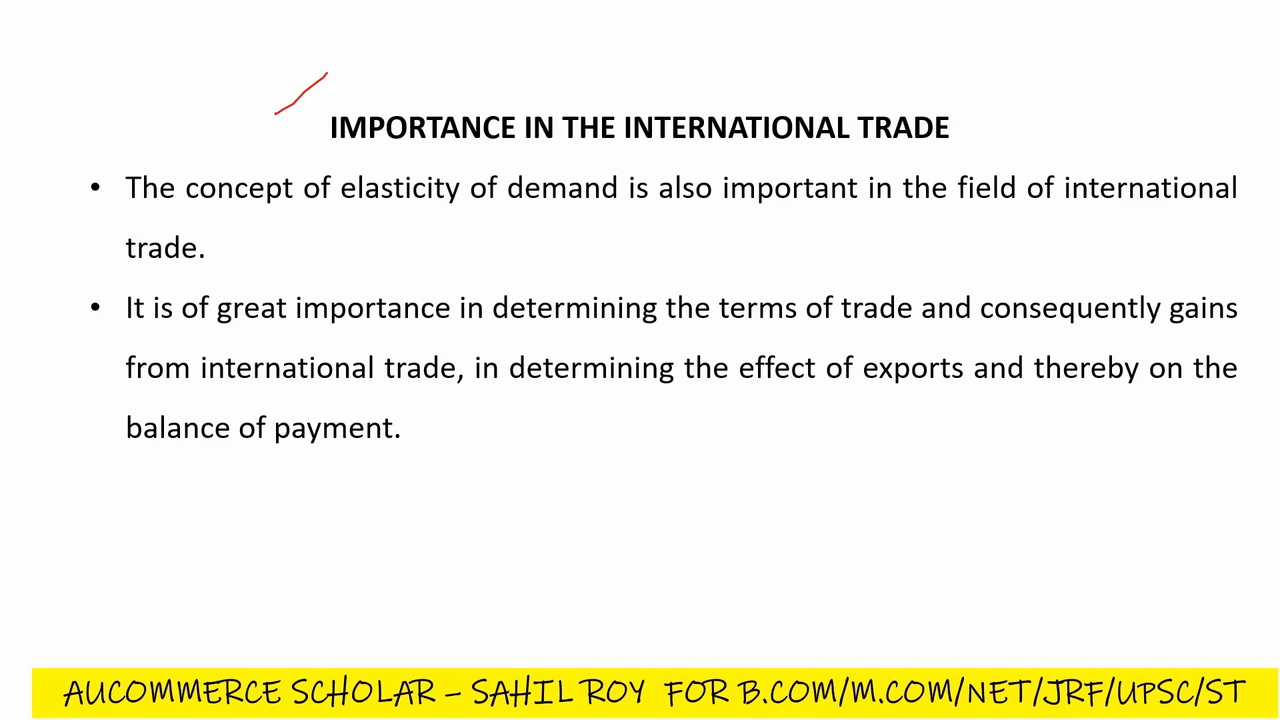 IMPORTANCE IN THE INTERNATIONAL TRADE
• The concept of elasticity of demand is also important in the field of international
trade.
• It is of great importance in determining the terms of trade and consequently gains
from international trade, in determining the effect of exports and thereby on the
balance of payment.
AUCOMMERCE SCHOLAR – SAHIL ROY FOR B.COM/M.COM/NET/JRF/UPSC/ST